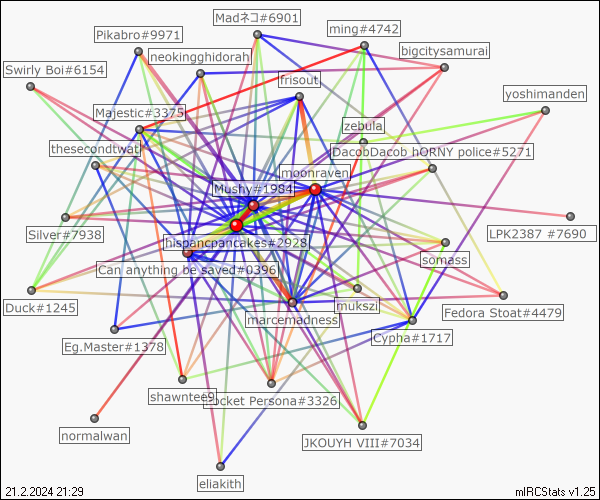 Madネコ#6901
ming#4742
Pikabro#9971
bigcitysamurai
neokingghidorah
Swirly Boi#6154
frisout
yoshimanden
Majestic#3375
zebula
thesecondtwat
DacobDacob hORNY police#5271
moonraven
Mushy#1984
Silver#7938
LPK2387 #7690
hispancpancakes#2928
somass
Can anything be saved#0396
Duck#1245
mukszi
Fedora Stoat#4479
marcemadness
Cypha#1717
Eg.Master#1378
shawntee9
ocket Persona#3326
normalwan
JKOUYH VIII#7034
eliakith
21.2.2024 21:29
mIRCStats v1.25